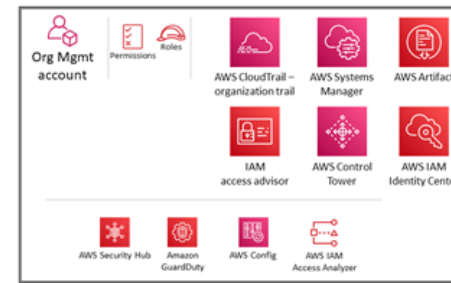 Org Mgmt
account
Permissions
Roles
AWS CloudTrail –
organization trail
AWS Systems
Manager
AWS Artifact
IAM
access advisor
AWS Control
Tower
AWS IAM
Identity Cente
AWS Security Hub
Amazon
GuardDuty
AWS Config
AWS IAM
Access Analyzer